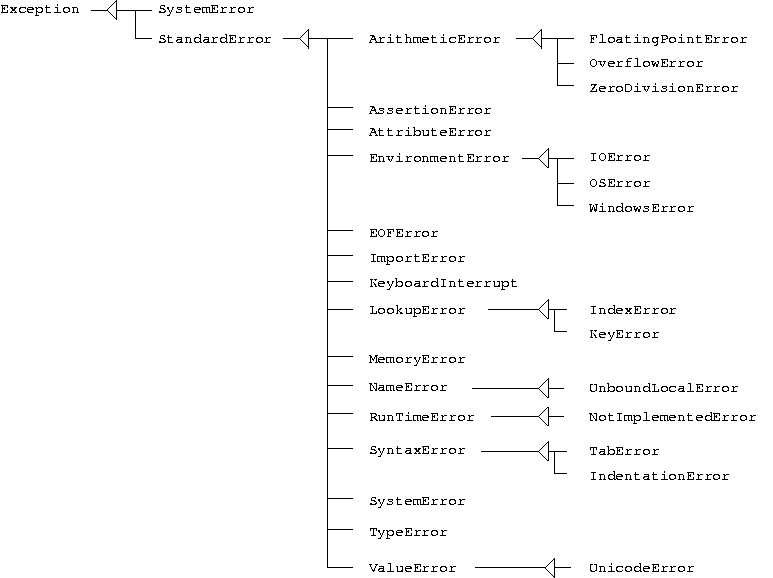 Exception
SystemError
StandardError
ArithmeticError
FloatingPointError
OverflowError
ZeroDivisionError
AssertionError
AttributeError
EnvironmentError
IOError
OSError
WindowsError
EOFError
ImportError
KeyboardInterrupt
LookupError
IndexError
KeyError
MemoryError
NameError
UnboundLocalError
RunTimeError
NotImplementedError
SyntaxError
TabError
IndentationError
SystemError
TypeError
ValueError
UnicodeError